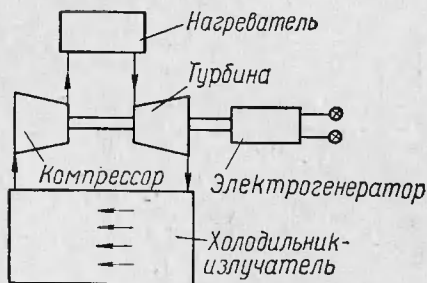 Нагреватель
Турбина
Компрессор
Электрогенератор
Холодильник-
излучатель